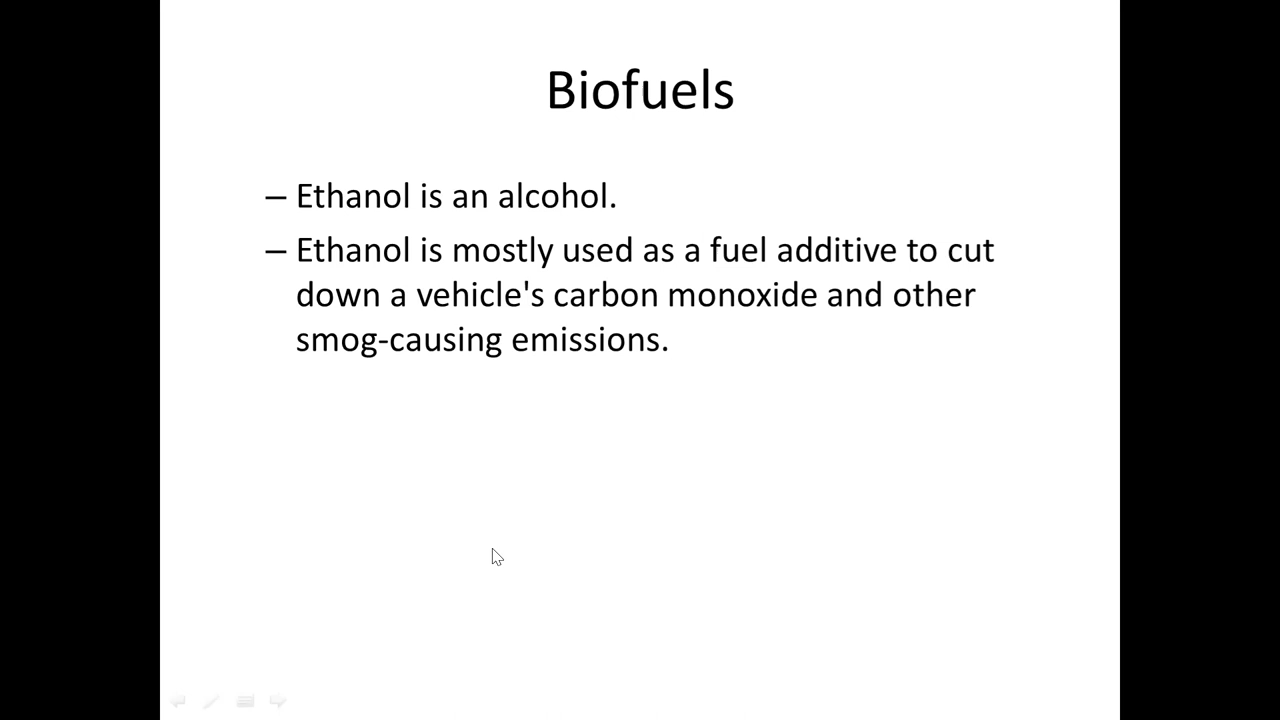 Biofuels
– Ethanol is an alcohol.
– Ethanol is mostly used as a fuel additive to cut
down a vehicle's carbon monoxide and other
smog-causing emissions.